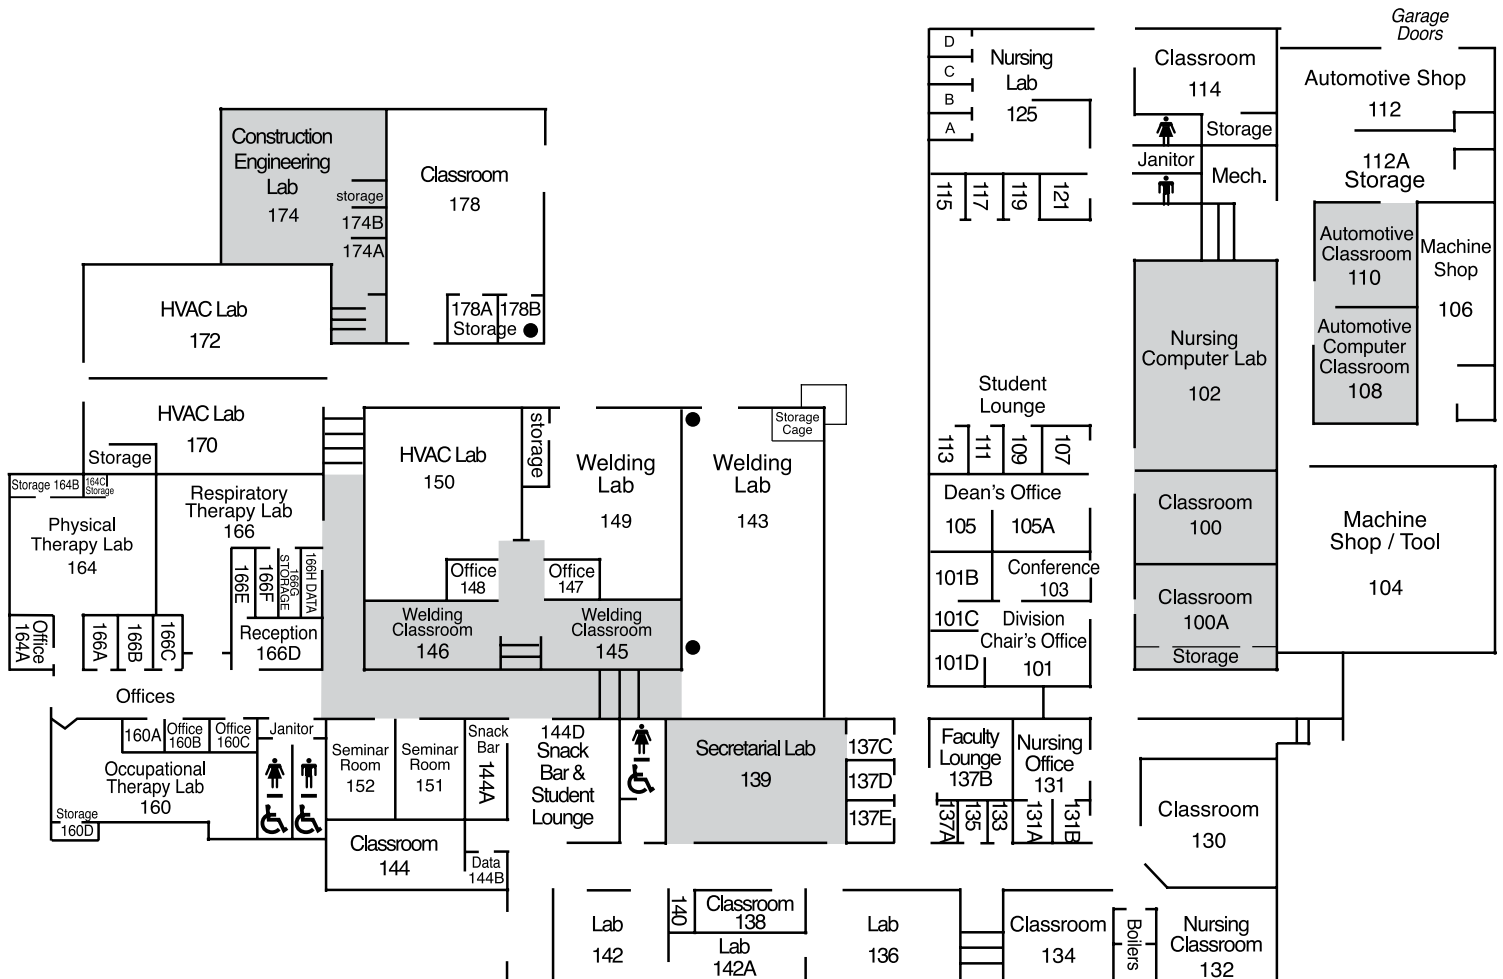 Garage
Doors
D
C
B
A
Nursing
Lab
125
Classroom
114
Automotive Shop
112
Storage
Janitor
Mech.
112A
Storage
Construction
Engineering
Lab
174
storage
174B
174A
Classroom
178
178A
178B
Storage
115
117
119
121
Automotive
Classroom
110
Machine
Shop
106
Automotive
Computer
Classroom
108
HVAC Lab
172
Nursing
Computer Lab
102
Student
Lounge
113
111
109
107
HVAC Lab
170
Storage
Storage 164B
164C
Storage
Physical
Therapy Lab
164
Respiratory
Therapy Lab
166
166E
166F
166G
STORAGE
166H DATA
Reception
166D
Office
164A
166A
166B
166C
Offices
HVAC Lab
150
storage
Welding
Lab
149
Welding
Lab
143
Storage
Cage
Office
148
Office
147
Welding
Classroom
146
Welding
Classroom
145
Dean's Office
105
105A
101B
Conference
103
101C
Division
Chair's Office
101
101D
Classroom
100
Classroom
100A
Storage
Machine
Shop / Tool
104
160A
Office
160B
Office
160C
Janitor
Occupational
Therapy Lab
160
Storage
160D
Seminar
Room
152
Seminar
Room
151
Snack
Bar
144A
144D
Snack
Bar &
Student
Lounge
Classroom
144
Data
144B
Secretarial Lab
139
137C
137D
137E
Faculty
Lounge
137B
Nursing
Office
131
137A
135
133
131A
131B
Classroom
130
Lab
142
140
Classroom
138
Lab
142A
Lab
136
Classroom
134
Boilers
Nursing
Classroom
132